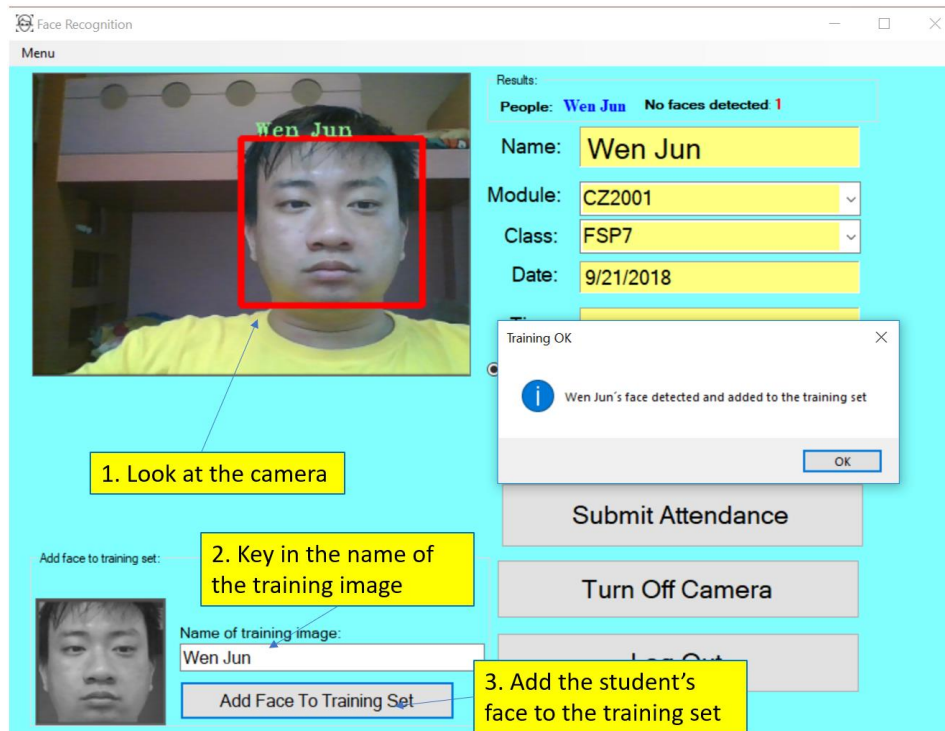 Face Recognition
Menu
Wen Jun
Results:
People: Wen Jun No faces detected: 1
Name: Wen Jun
Module: CZ2001
Class: FSP7
Date: 9/21/2018
Training OK
Wen Jun´s face detected and added to the training set
OK
1. Look at the camera
Submit Attendance
Turn Off Camera
Add face to training set:
2. Key in the name of
the training image
Name of training image:
Wen Jun
Add Face To Training Set
3. Add the student’s
face to the training set